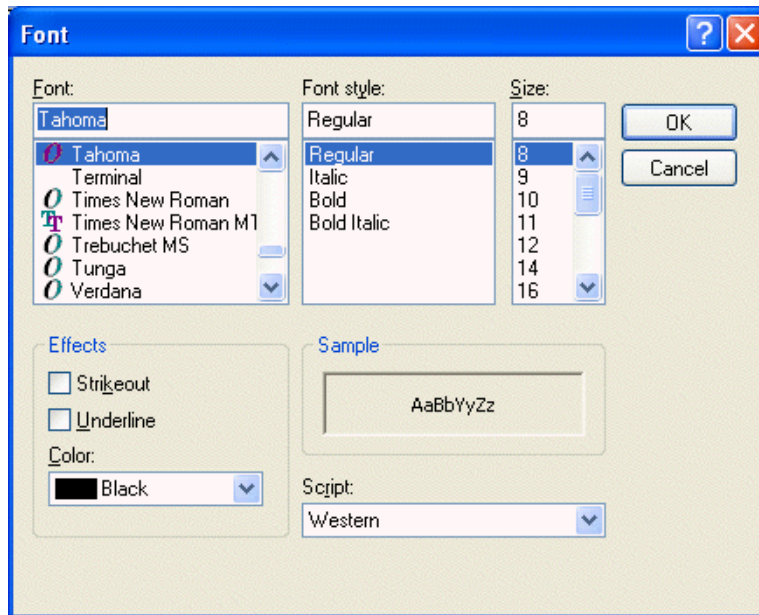 Font
Font: Font style: Size:
Tahoma Regular 8 OK
Tahoma Regular 8 Cancel
Terminal Italic 9
Times New Roman Bold 10
Times New Roman MT Bold Italic 11
Trebuchet MS 12
Tunga 14
Verdana 16
Effects Sample
Strikeout
AaBbYyZz
Underline
Color:
Black Script:
Western